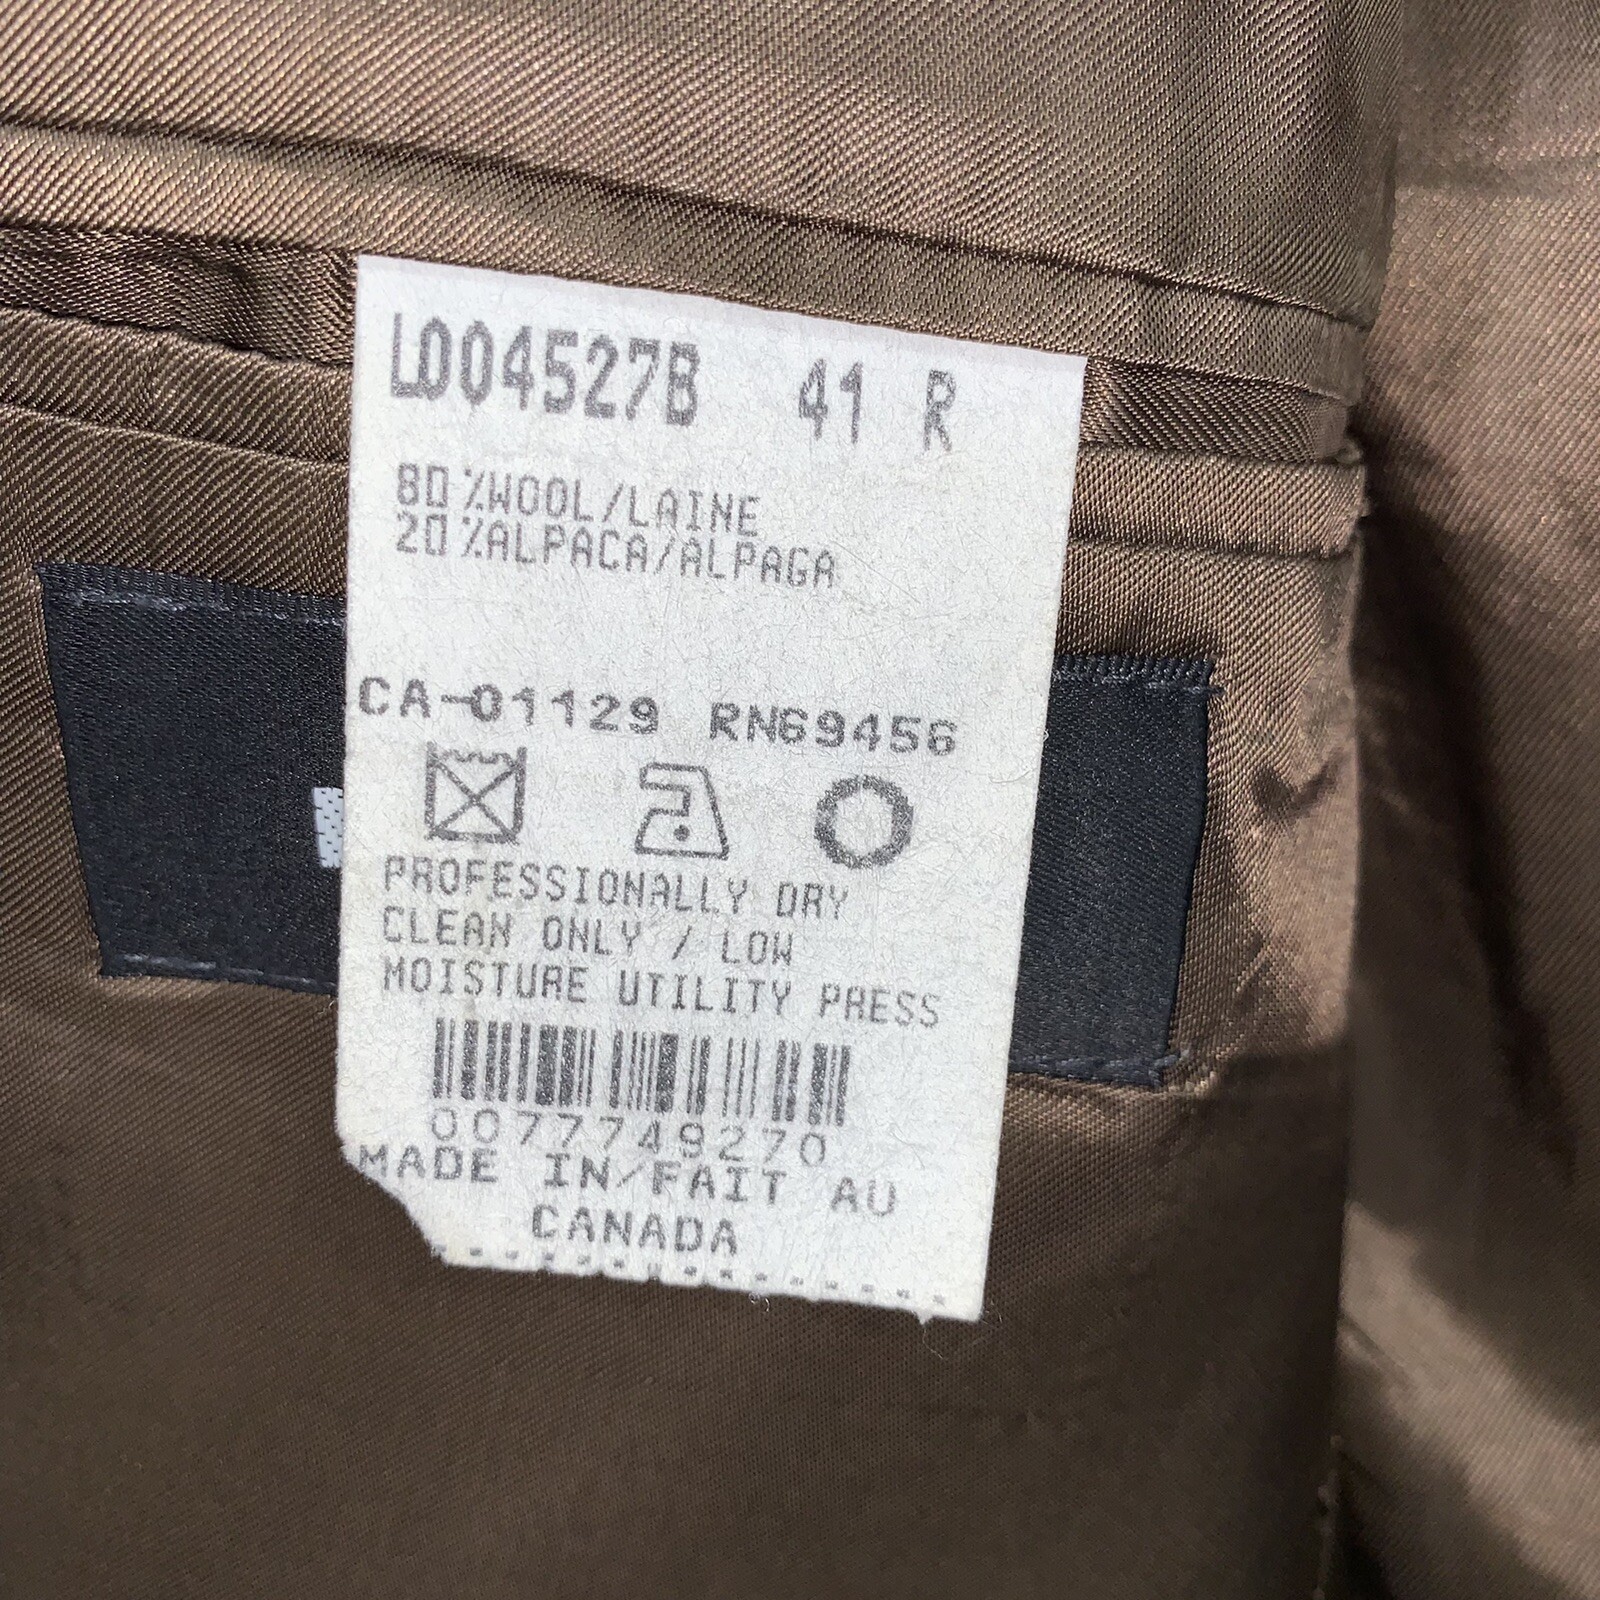 L004527B 41 R
80%WOOL/LAINE
20%ALPACA/ALPAGA
CA-01129 RN69456
PROFESSIONALLY DRY
CLEAN ONLY / LOW
MOISTURE UTILITY PRESS
0077749270
MADE IN/FAIT AU
CANADA